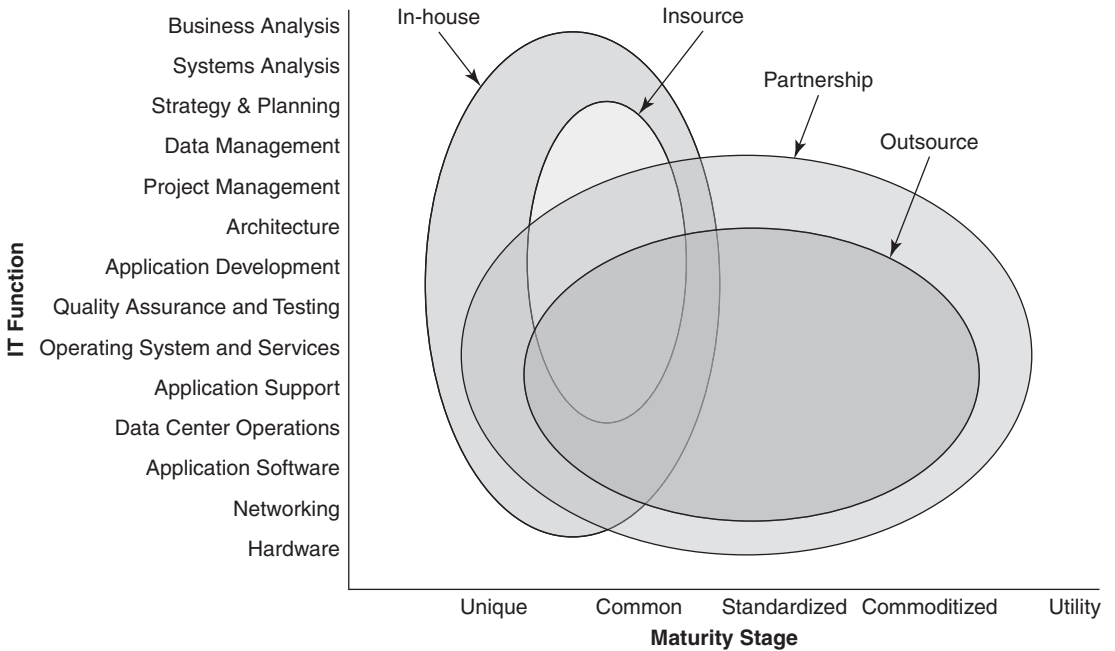 In-house
Insource
Partnership
Outsource
IT Function
Business Analysis
Systems Analysis
Strategy & Planning
Data Management
Project Management
Architecture
Application Development
Quality Assurance and Testing
Operating System and Services
Application Support
Data Center Operations
Application Software
Networking
Hardware
Unique Common Standardized Commoditized Utility
Maturity Stage